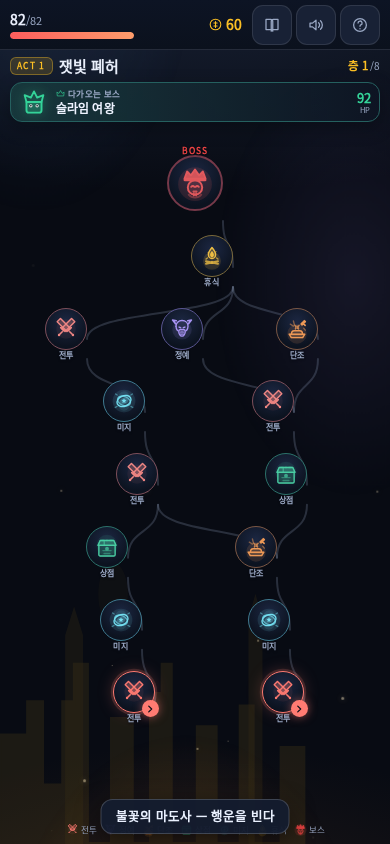 82/82
60
ACT 1 잿빛 폐허 층 1/8
다가오는 보스
슬라임 여왕
92
HP
BOSS
휴식
전투 정예 단조
미지 전투
전투 상점
상점 단조
미지 미지
전투 전투
불꽃의 마도사 — 행운을 빈다
전투 보스